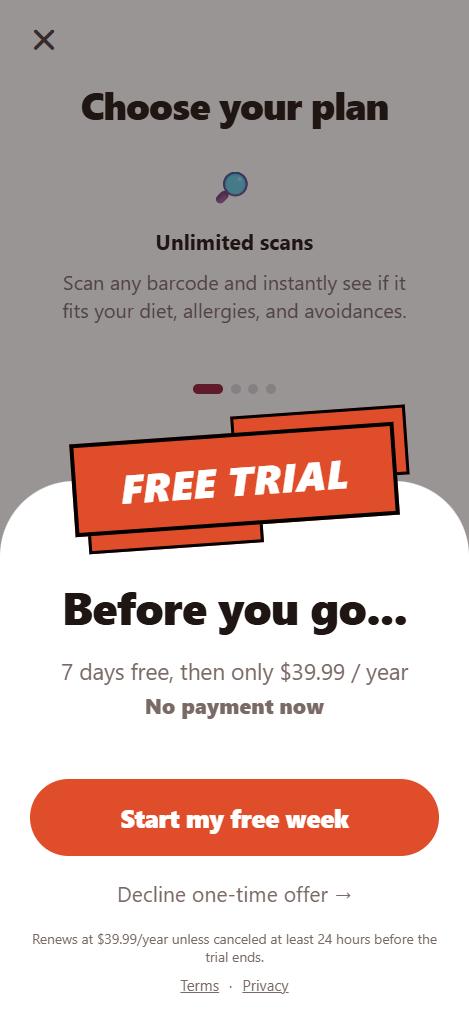 Choose your plan
Unlimited scans
Scan any barcode and instantly see if it
fits your diet, allergies, and avoidances.
FREE TRIAL
Before you go...
7 days free, then only $39.99 / year
No payment now
Start my free week
Decline one-time offer →
Renews at $39.99/year unless canceled at least 24 hours before the
trial ends.
Terms · Privacy